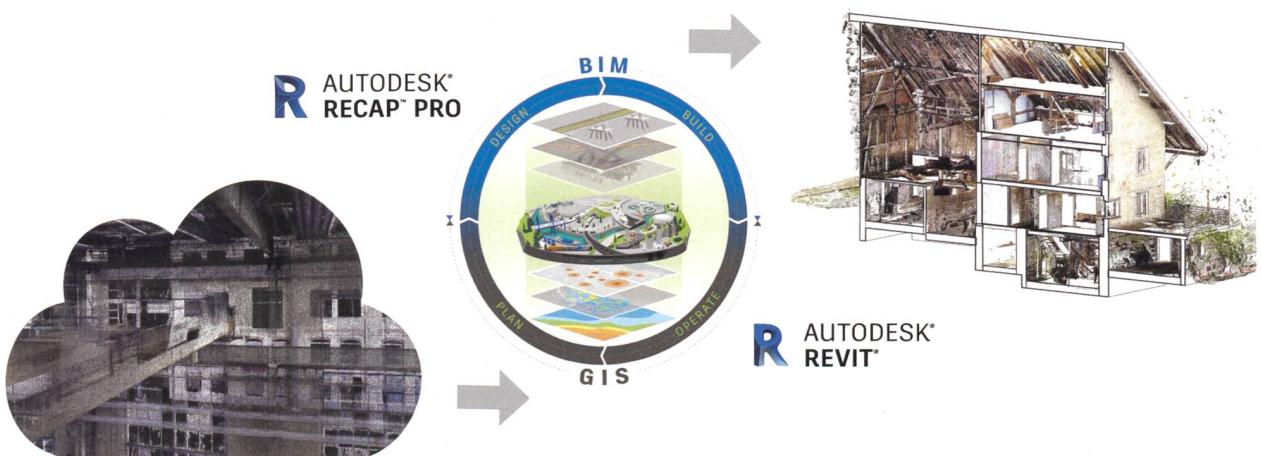 AUTODESK®
RECAP™ PRO
BIM
DESIGN
BUILD
PLAN
OPERATE
GIS
AUTODESK®
REVIT®